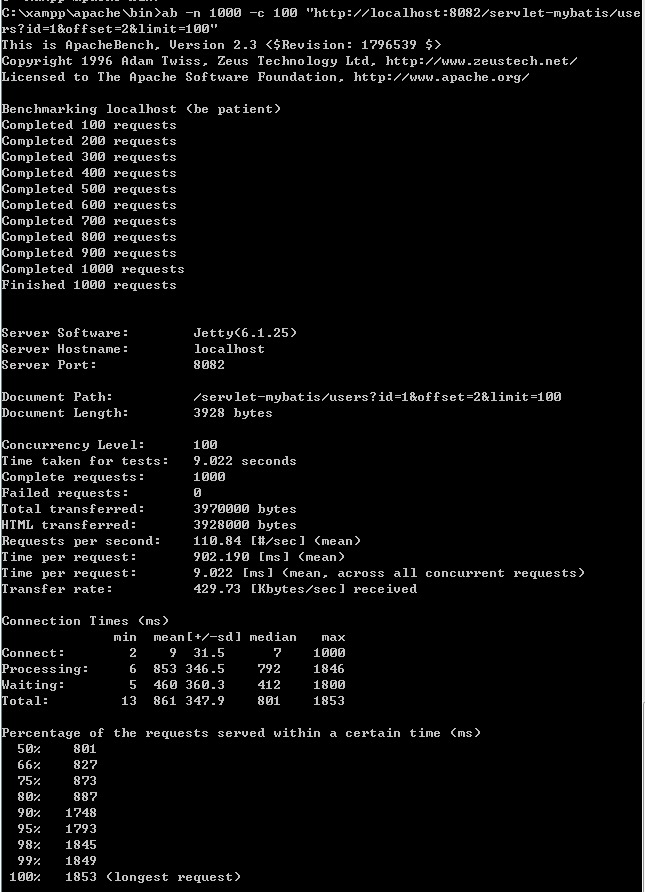 C:\xampp\apache\bin>ab -n 1000 -c 100 "http://localhost:8082/servlet-mybatis/use
rs?id=1&offset=2&limit=100"
This is ApacheBench, Version 2.3 <$Revision: 1796539 $>
Copyright 1996 Adam Twiss, Zeus Technology Ltd, http://www.zeustech.net/
Licensed to The Apache Software Foundation, http://www.apache.org/

Benchmarking localhost (be patient)
Completed 100 requests
Completed 200 requests
Completed 300 requests
Completed 400 requests
Completed 500 requests
Completed 600 requests
Completed 700 requests
Completed 800 requests
Completed 900 requests
Completed 1000 requests
Finished 1000 requests

Server Software:        Jetty(6.1.25)
Server Hostname:        localhost
Server Port:            8082

Document Path:          /servlet-mybatis/users?id=1&offset=2&limit=100
Document Length:        3928 bytes

Concurrency Level:      100
Time taken for tests:   9.022 seconds
Complete requests:      1000
Failed requests:        0
Total transferred:      3970000 bytes
HTML transferred:       3928000 bytes
Requests per second:    110.84 [#/sec] (mean)
Time per request:       902.190 [ms] (mean)
Time per request:       9.022 [ms] (mean, across all concurrent requests)
Transfer rate:          429.73 [Kbytes/sec] received

Connection Times (ms)
              min  mean[+/-sd] median   max
Connect:        2    9  31.5      7    1000
Processing:     6  853 346.5    792    1846
Waiting:        5  460 360.3    412    1800
Total:         13  861 347.9    801    1853

Percentage of the requests served within a certain time (ms)
  50%    801
  66%    827
  75%    873
  80%    887
  90%   1748
  95%   1793
  98%   1845
  99%   1849
 100%   1853 (longest request)